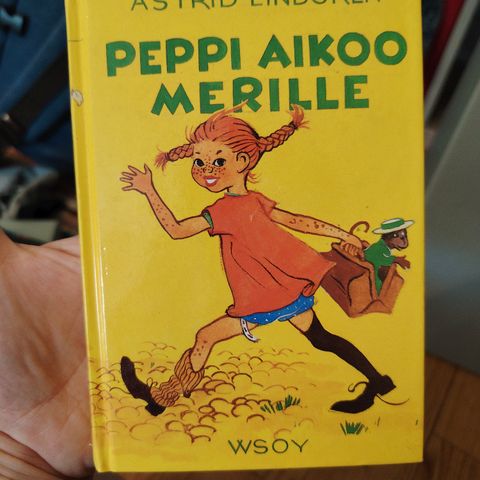 ASTRID LINDGREN
PEPPI AIKOO
MERILLE
WSOY